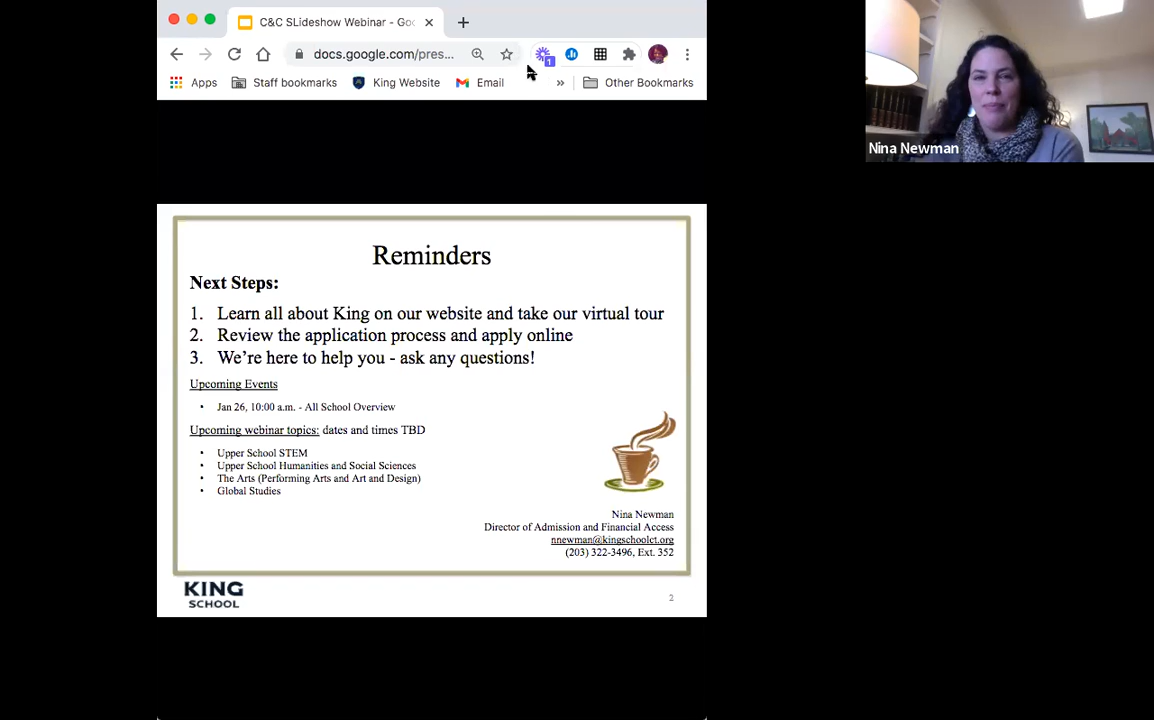 C&C SLideshow Webinar - Goo
docs.google.com/pres...
1
Apps
Staff bookmarks
King Website
Email
»
Other Bookmarks
Nina Newman
Reminders
Next Steps:
1. Learn all about King on our website and take our virtual tour
2. Review the application process and apply online
3. We're here to help you - ask any questions!
Upcoming Events
• Jan 26, 10:00 a.m. - All School Overview
Upcoming webinar topics: dates and times TBD
• Upper School STEM
• Upper School Humanities and Social Sciences
• The Arts (Performing Arts and Art and Design)
• Global Studies
Nina Newman
Director of Admission and Financial Access
nnewman@kingschoolct.org
(203) 322-3496, Ext. 352
KING
SCHOOL
2